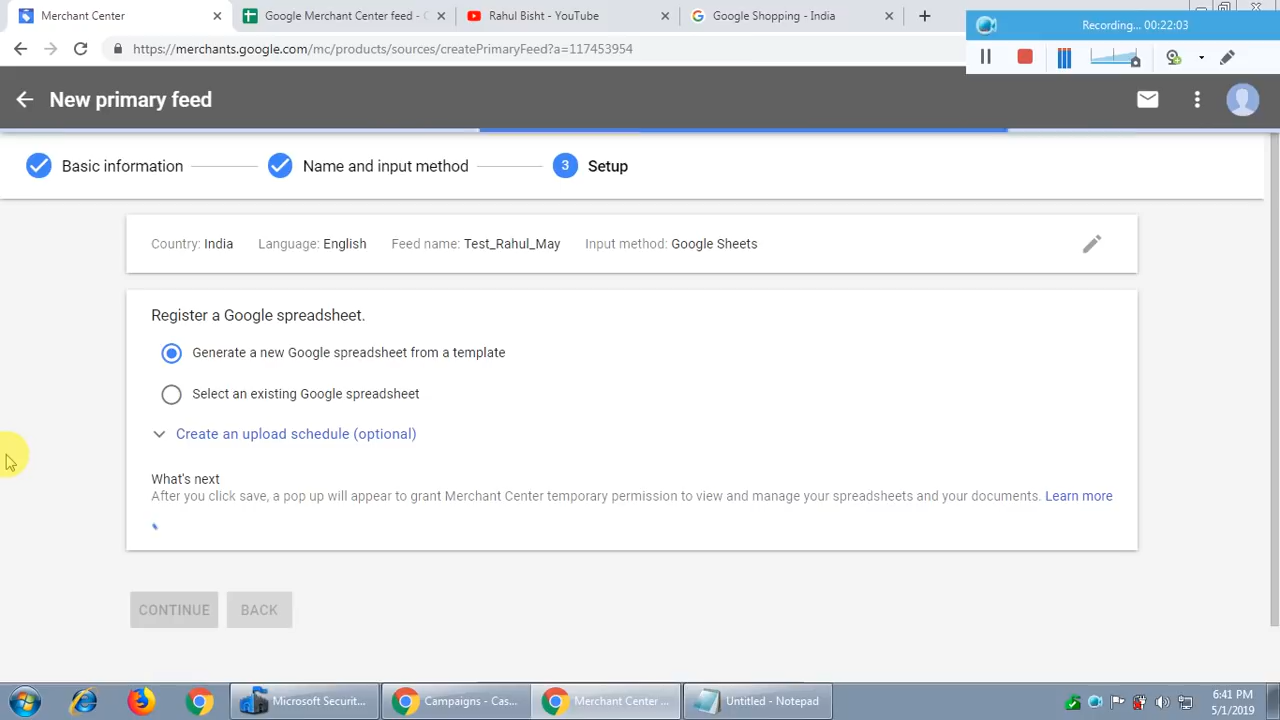 Merchant Center
Google Merchant Center feed - G
Rahul Bisht - YouTube
Google Shopping - India
Recording... 00:22:03
https://merchants.google.com/mc/products/sources/createPrimaryFeed?a=117453954
New primary feed
Basic information
Name and input method
3
Setup
Country: India
Language: English
Feed name: Test_Rahul_May
Input method: Google Sheets
Register a Google spreadsheet.
Generate a new Google spreadsheet from a template
Select an existing Google spreadsheet
Create an upload schedule (optional)
What's next
After you click save, a pop up will appear to grant Merchant Center temporary permission to view and manage your spreadsheets and your documents. Learn more
CONTINUE
BACK
Microsoft Securit...
Campaigns - Cas...
Merchant Center ...
Untitled - Notepad
6:41 PM
5/1/2019